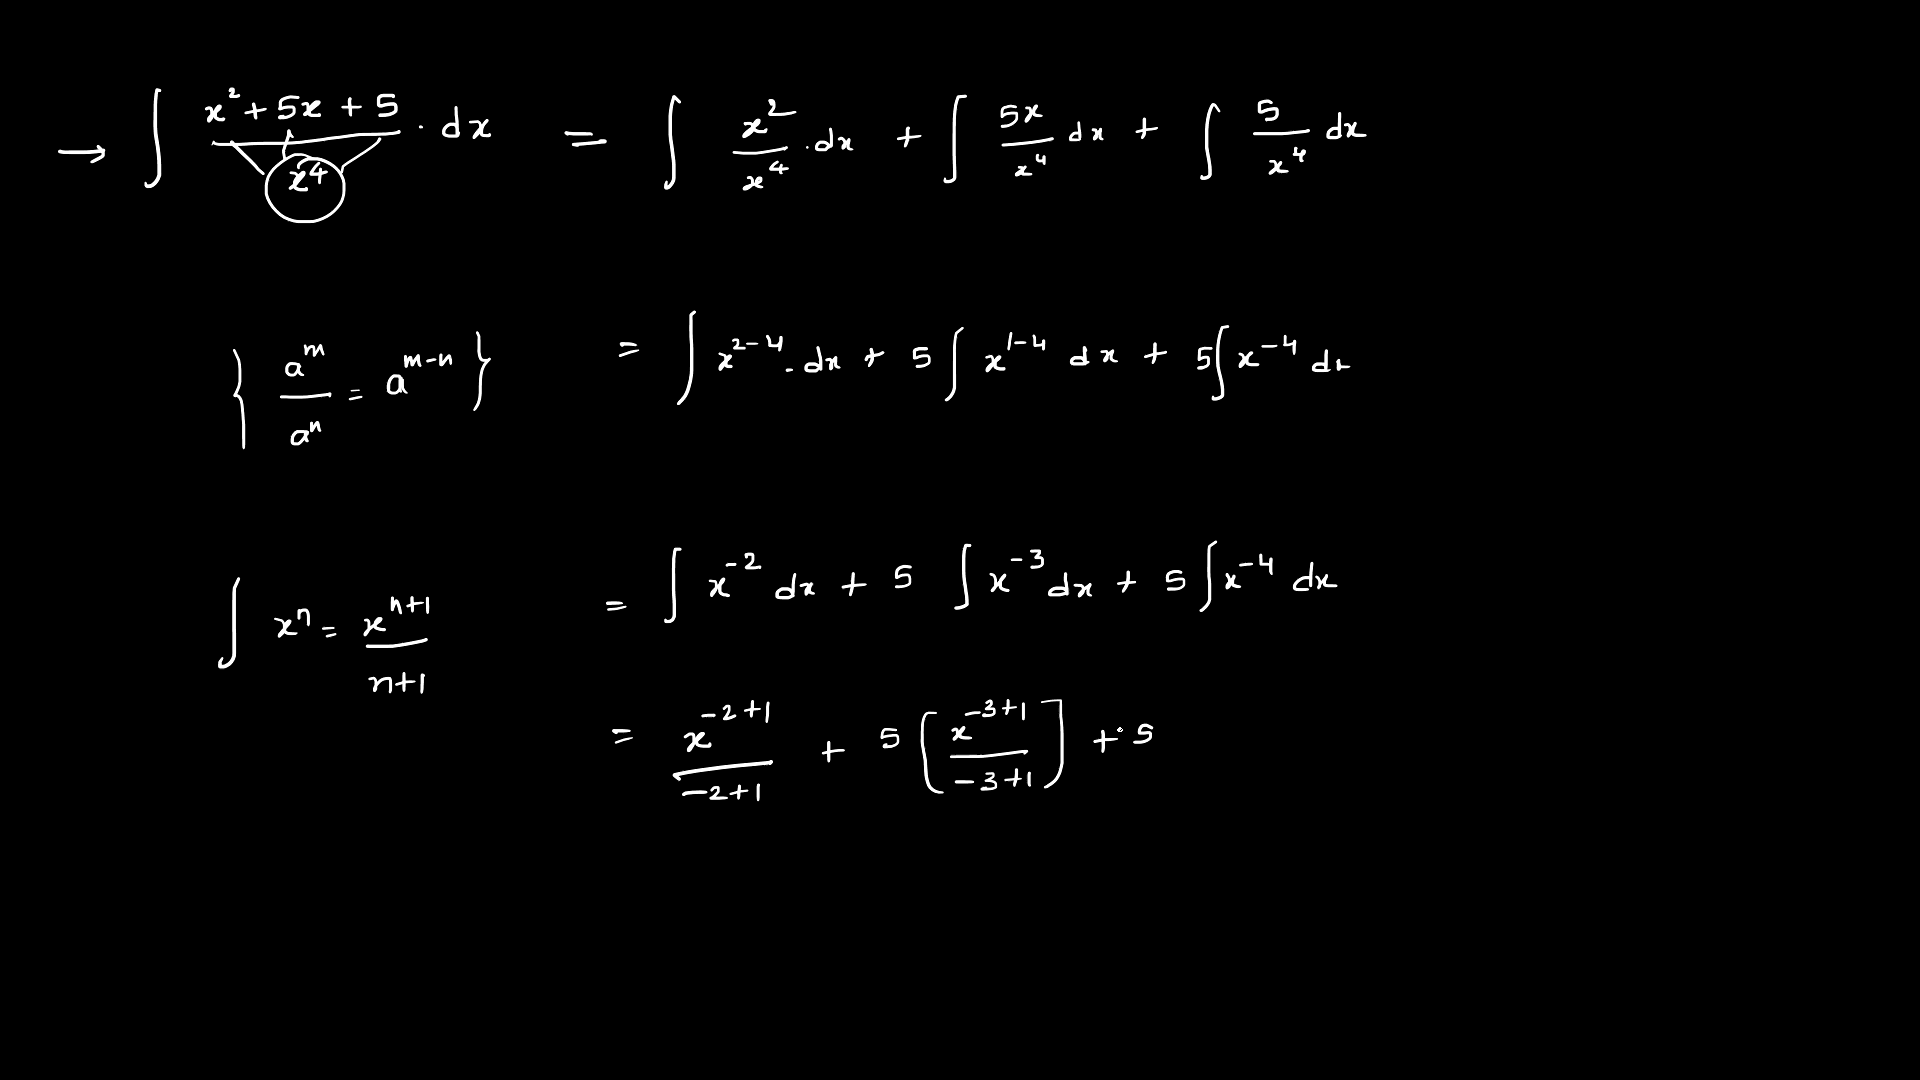 → ∫ (x² + 5x + 5)/x⁴ · dx = ∫ x²/x⁴ · dx + ∫ 5x/x⁴ dx + ∫ 5/x⁴ dx
{ aᵐ/aⁿ = aᵐ⁻ⁿ } = ∫ x²⁻⁴ · dx + 5 ∫ x¹⁻⁴ dx + 5 ∫ x⁻⁴ dx
∫ xⁿ = xⁿ⁺¹/(n+1) = ∫ x⁻² dx + 5 ∫ x⁻³ dx + 5 ∫ x⁻⁴ dx
= x⁻²⁺¹/(-2+1) + 5 [x⁻³⁺¹/(-3+1)] + 5